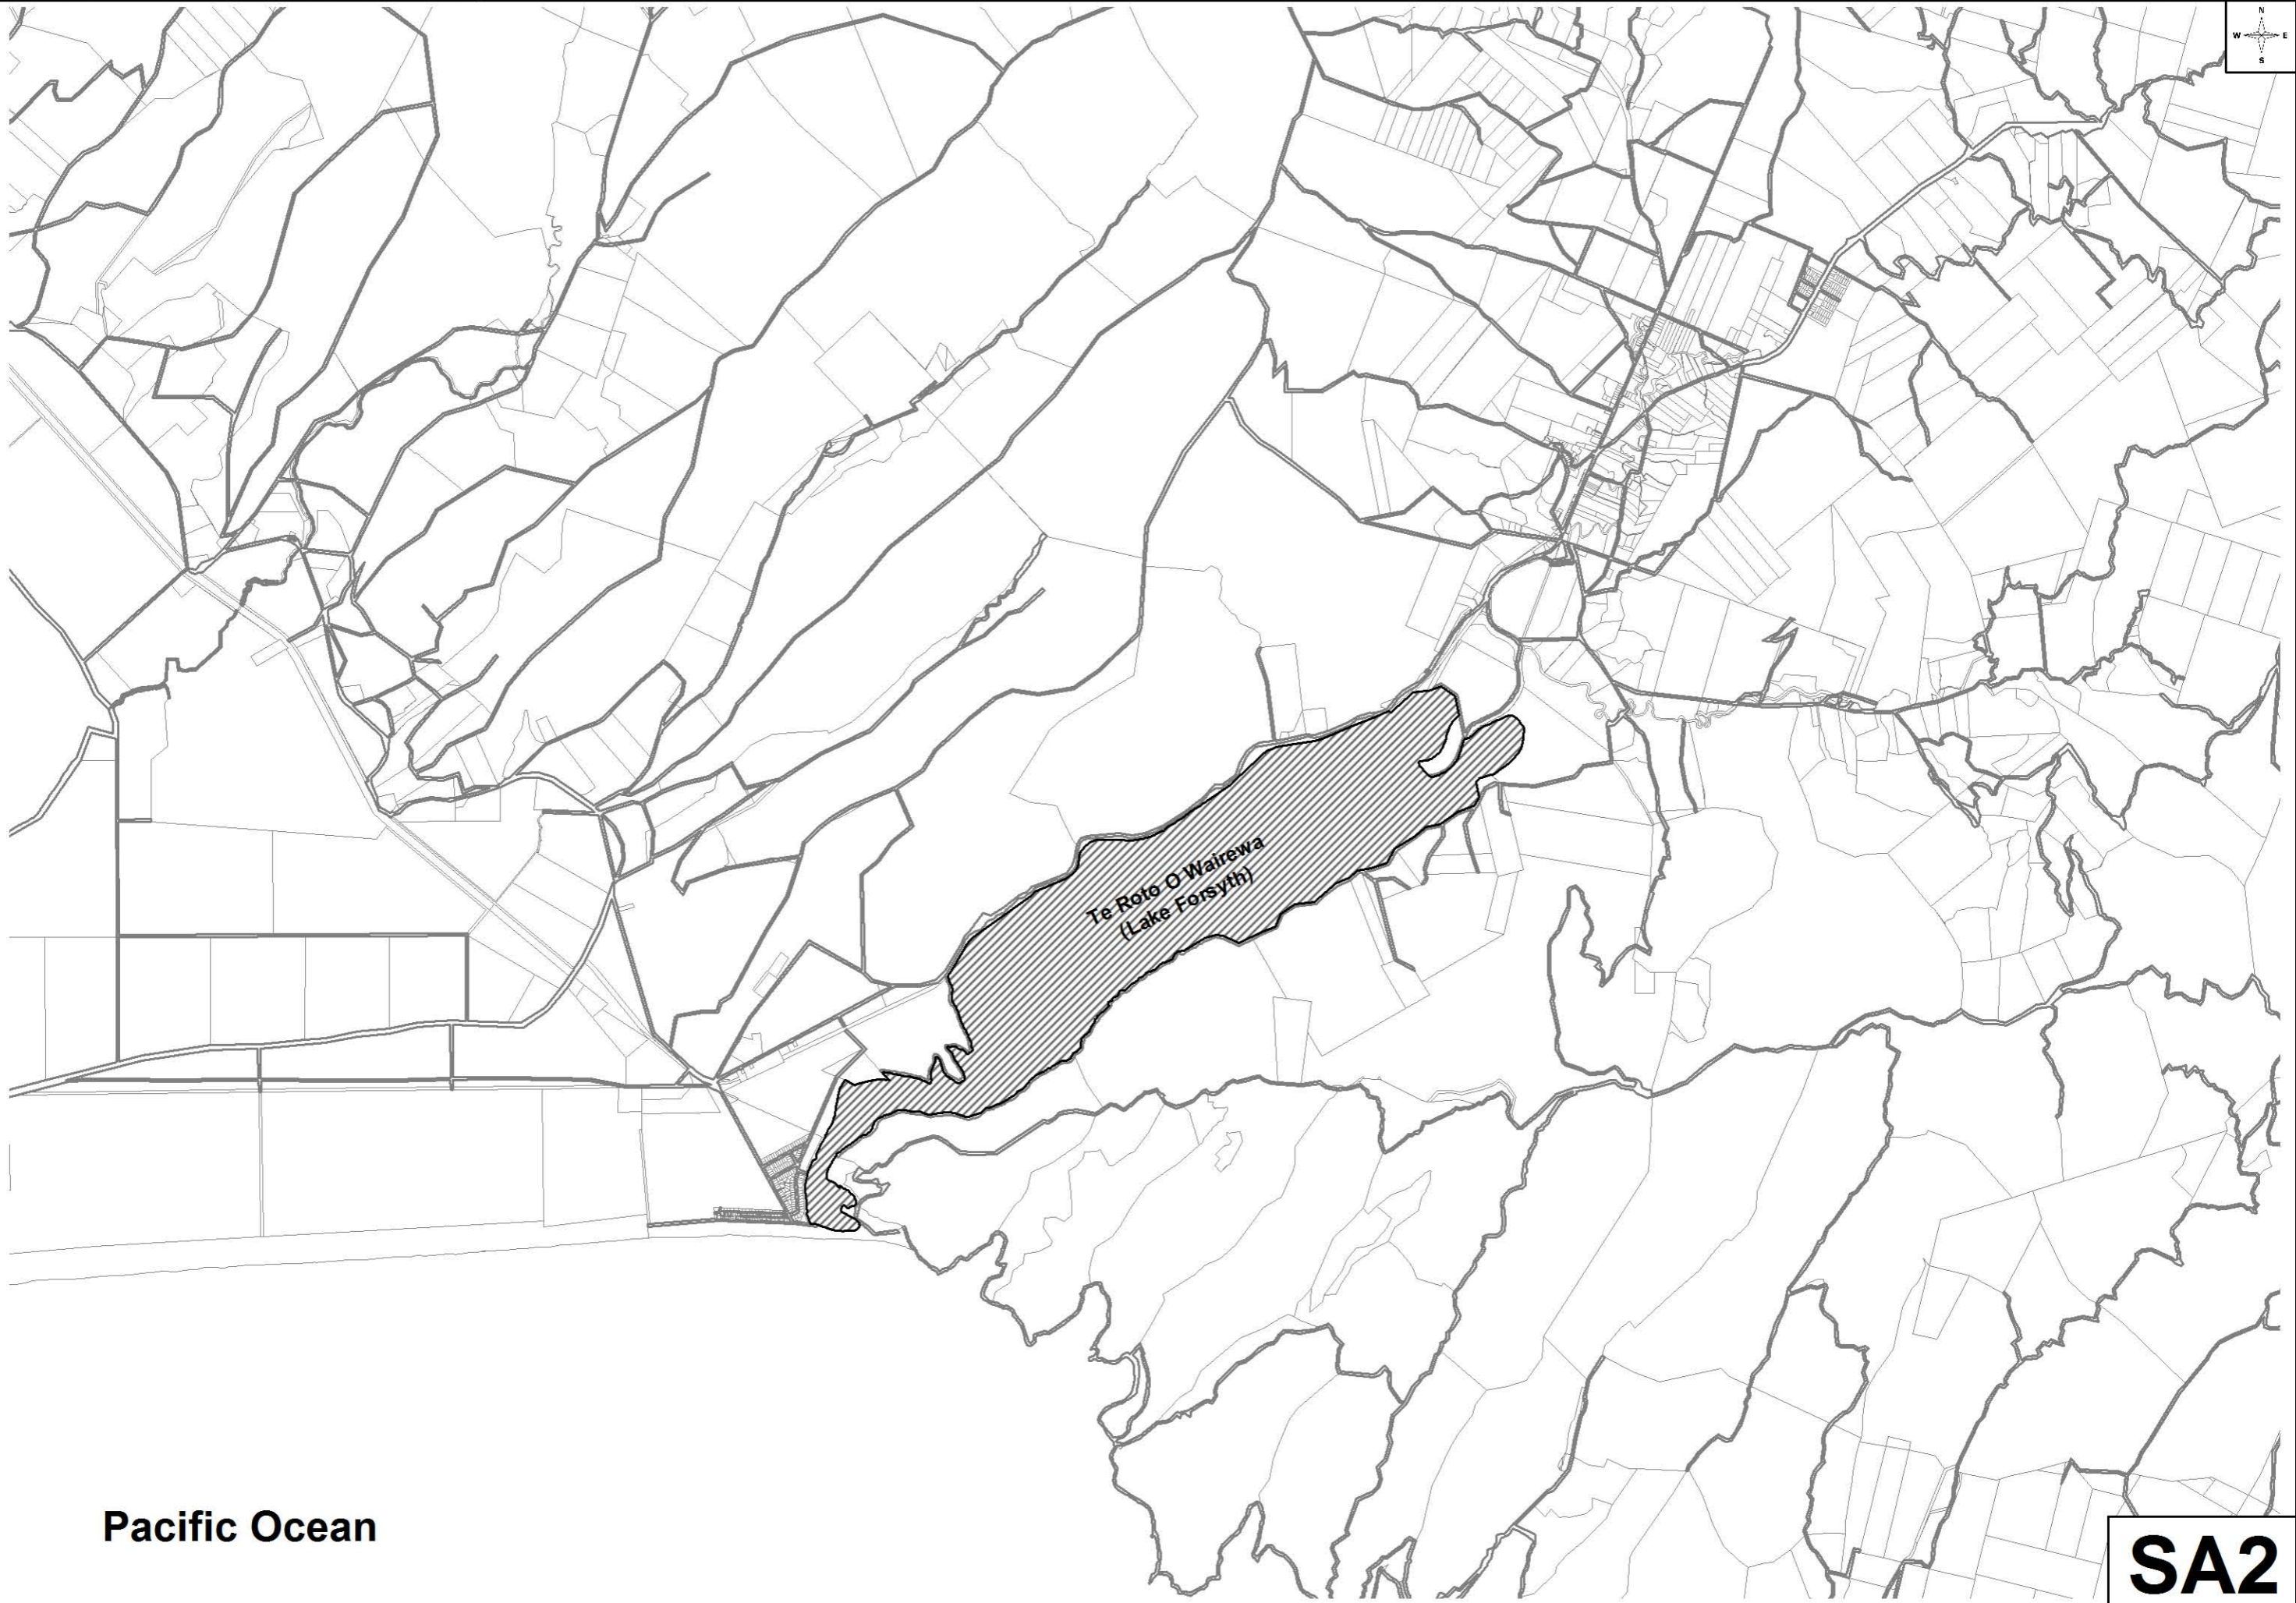 N
W E
S
Te Roto O Wairewa
(Lake Forsyth)
Pacific Ocean
SA2